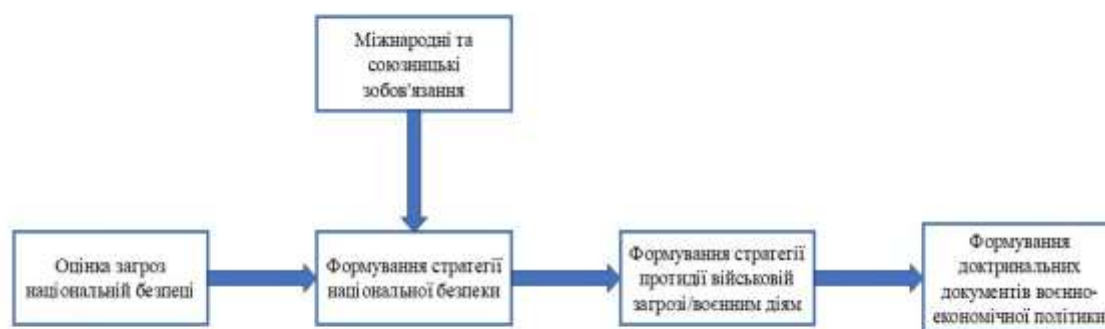 Міжнародні та
союзницькі
зобов'язання
Оцінка загроз
національній безпеці
Формування стратегії
національної безпеки
Формування стратегії
протидії військовій
загрозі/воєнним діям
Формування
доктринальних
документів воєнно-
економічної політики